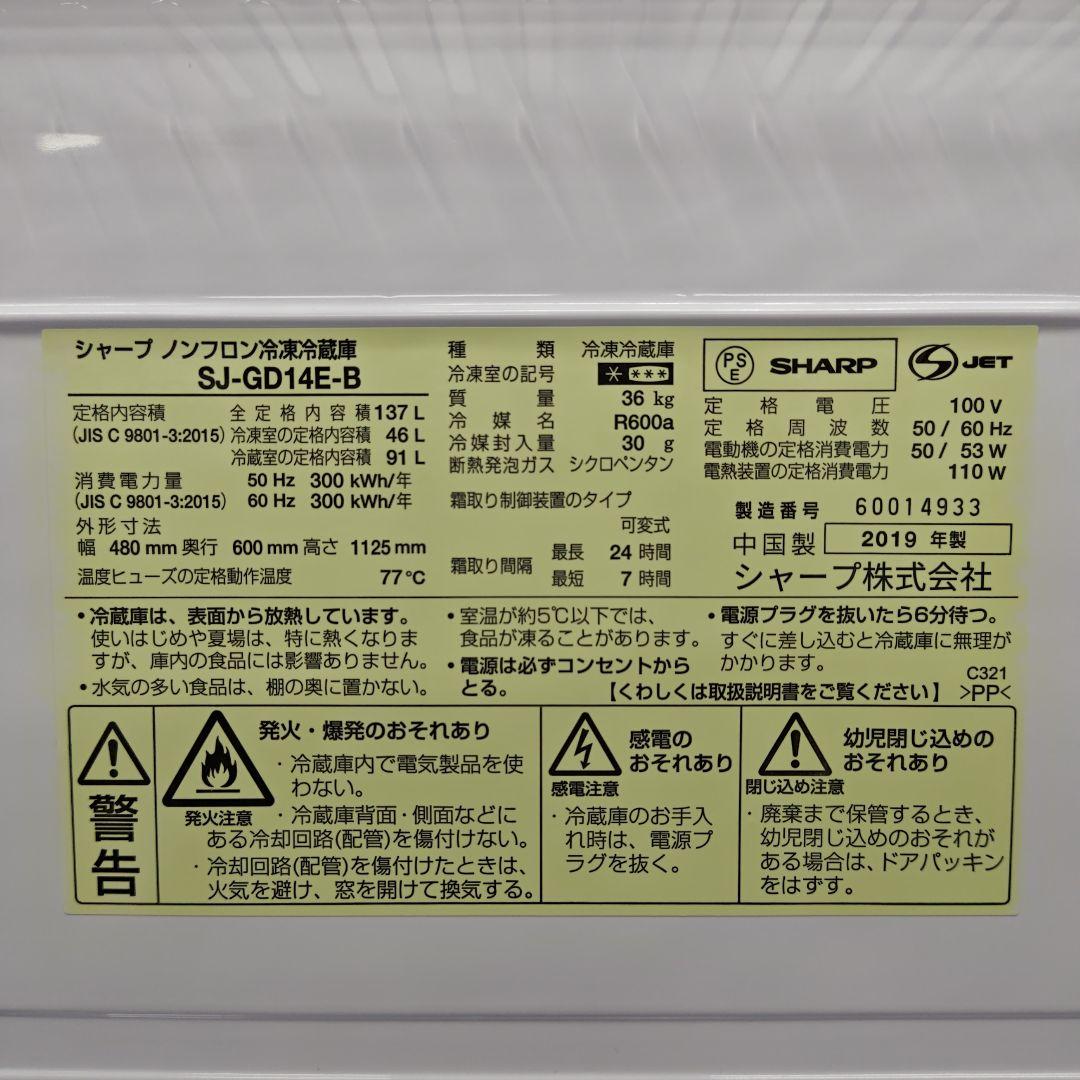 シャープ ノンフロン冷凍冷蔵庫
SJ-GD14E-B
定格内容積 全定格内容積 137 L
(JIS C 9801-3:2015) 冷凍室の定格内容積 46 L
冷蔵室の定格内容積 91 L
消費電力量 50 Hz 300 kWh/年
(JIS C 9801-3:2015) 60 Hz 300 kWh/年
外形寸法
幅 480 mm 奥行 600 mm 高さ 1125 mm
温度ヒューズの定格動作温度 77℃
種類 冷凍冷蔵庫
冷凍室の記号 * ***
質量 36 kg
冷媒名 R600a
冷媒封入量 30 g
断熱発泡ガス シクロペンタン
霜取り制御装置のタイプ
可変式
霜取り間隔 最長 24 時間
最短 7 時間
PSE SHARP S JET
定格電圧 100 V
定格周波数 50 / 60 Hz
電動機の定格消費電力 50 / 53 W
電熱装置の定格消費電力 110 W
製造番号 60014933
中国製 2019 年製
シャープ株式会社
・冷蔵庫は、表面から放熱しています。
使いはじめや夏場は、特に熱くなりま
すが、庫内の食品には影響ありません。
・水気の多い食品は、棚の奥に置かない。
・室温が約5℃以下では、
食品が凍ることがあります。
・電源は必ずコンセントから
とる。
・電源プラグを抜いたら6分待つ。
すぐに差し込むと冷蔵庫に無理が
かかります。
C321
【くわしくは取扱説明書をご覧ください】 >PP<
警告
発火・爆発のおそれあり
発火注意
・冷蔵庫内で電気製品を使
わない。
・冷蔵庫背面・側面などに
ある冷却回路(配管)を傷付けない。
・冷却回路(配管)を傷付けたときは、
火気を避け、窓を開けて換気する。
感電の
おそれあり
感電注意
・冷蔵庫のお手入
れ時は、電源プ
ラグを抜く。
幼児閉じ込めの
おそれあり
閉じ込め注意
・廃棄まで保管するとき、
幼児閉じ込めのおそれが
ある場合は、ドアパッキン
をはずす。